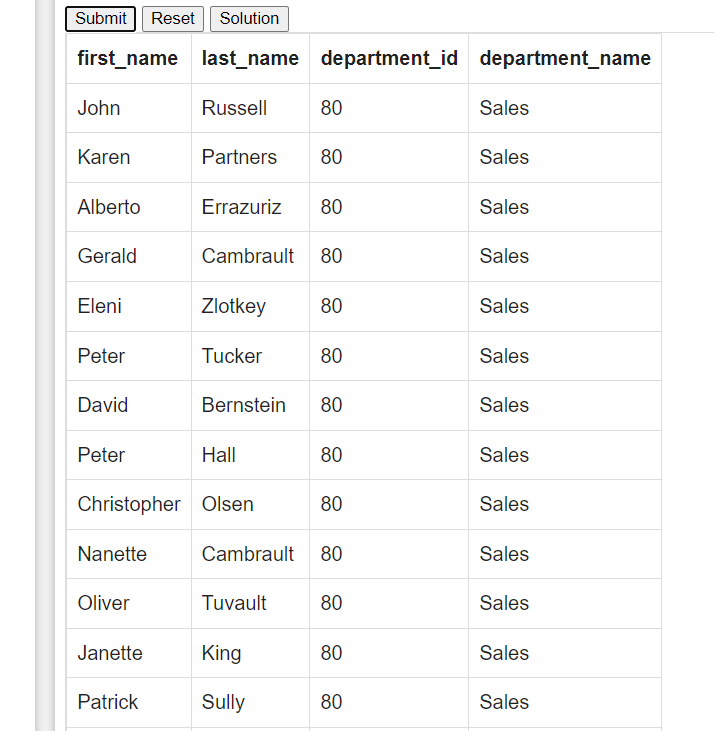 Submit Reset Solution
first_name last_name department_id department_name
John Russell 80 Sales
Karen Partners 80 Sales
Alberto Errazuriz 80 Sales
Gerald Cambrault 80 Sales
Eleni Zlotkey 80 Sales
Peter Tucker 80 Sales
David Bernstein 80 Sales
Peter Hall 80 Sales
Christopher Olsen 80 Sales
Nanette Cambrault 80 Sales
Oliver Tuvault 80 Sales
Janette King 80 Sales
Patrick Sully 80 Sales